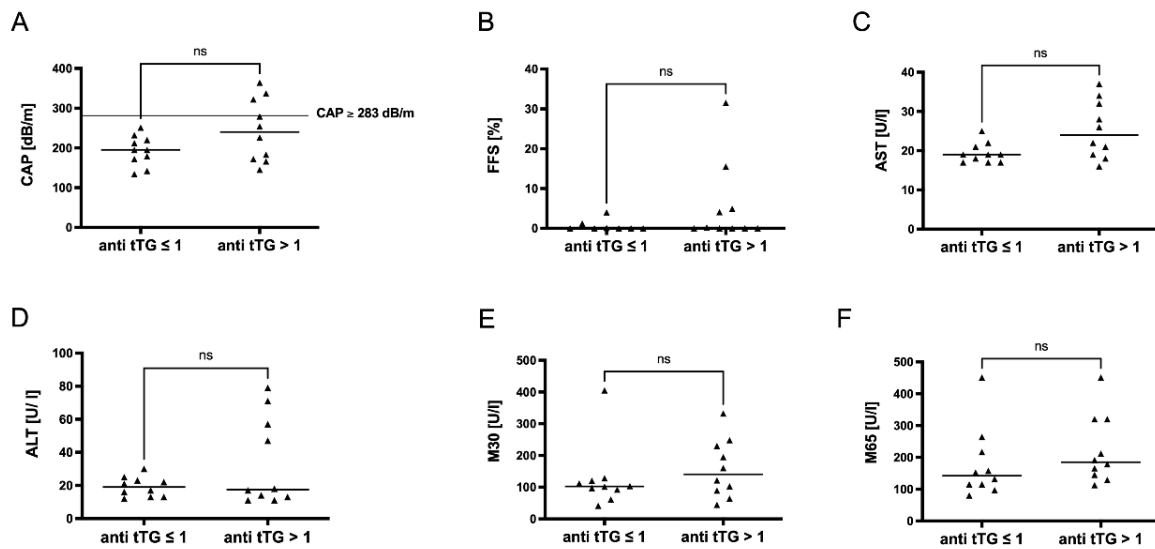 A
ns
400
300
200
100
0
CAP [dB/m]
CAP ≥ 283 dB/m
anti tTG ≤ 1
anti tTG > 1
B
ns
40
30
20
10
0
FFS [%]
anti tTG ≤ 1
anti tTG > 1
C
ns
40
30
20
10
0
AST [U/l]
anti tTG ≤ 1
anti tTG > 1
D
ns
100
80
60
40
20
0
ALT [U/ l]
anti tTG ≤ 1
anti tTG > 1
E
ns
500
400
300
200
100
0
M30 [U/l]
anti tTG ≤ 1
anti tTG > 1
F
ns
500
400
300
200
100
0
M65 [U/l]
anti tTG ≤ 1
anti tTG > 1